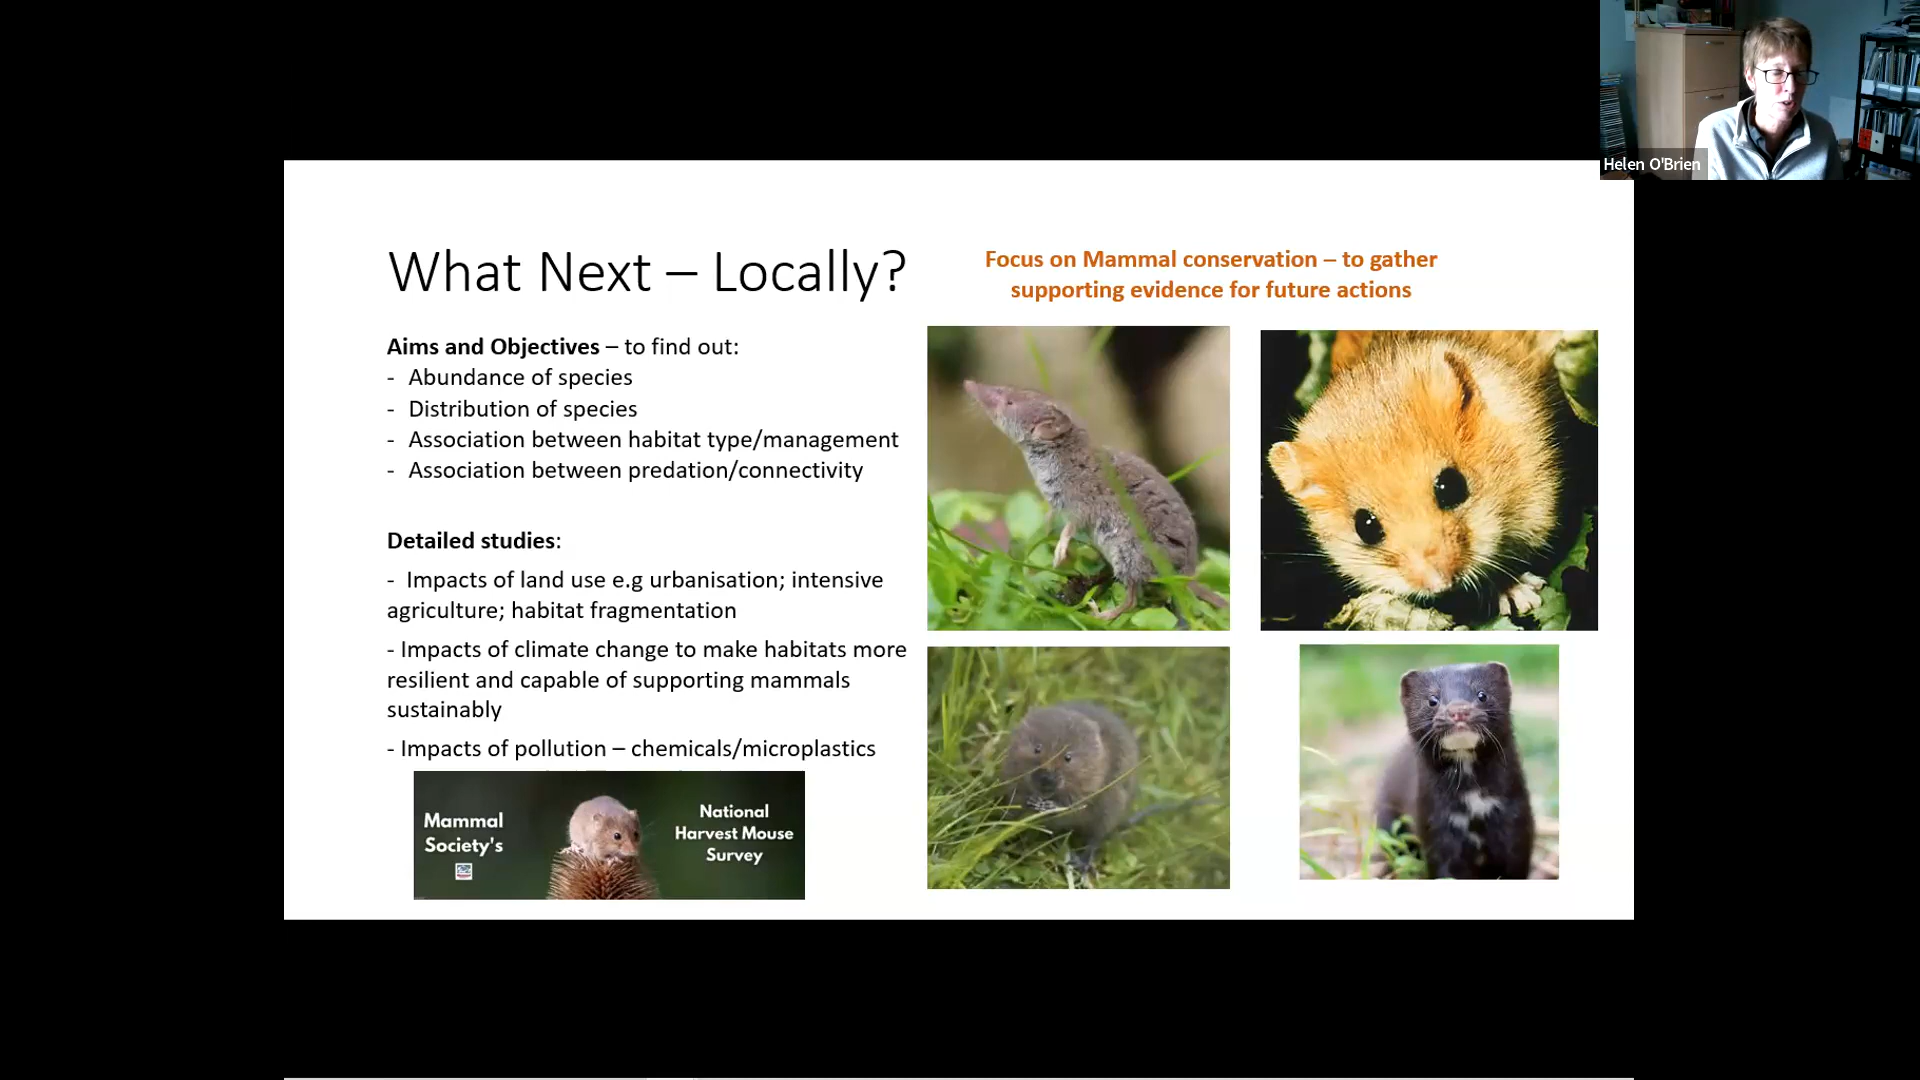 Helen O'Brien
What Next – Locally?
Focus on Mammal conservation – to gather
supporting evidence for future actions
Aims and Objectives – to find out:
- Abundance of species
- Distribution of species
- Association between habitat type/management
- Association between predation/connectivity
Detailed studies:
- Impacts of land use e.g urbanisation; intensive
agriculture; habitat fragmentation
- Impacts of climate change to make habitats more
resilient and capable of supporting mammals
sustainably
- Impacts of pollution – chemicals/microplastics
Mammal
Society's
National
Harvest Mouse
Survey